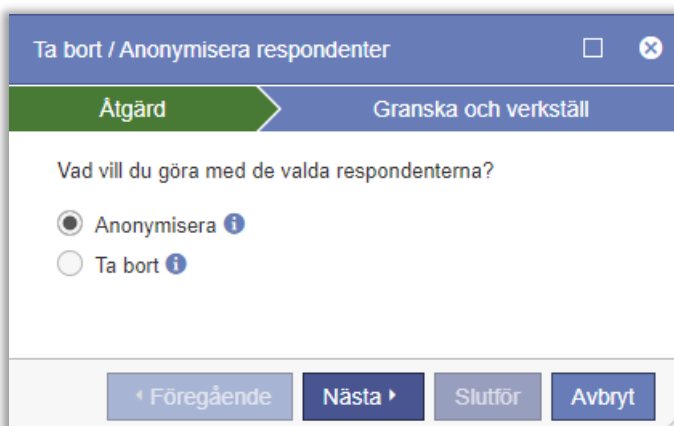 Ta bort / Anonymisera respondenter
Åtgärd
Granska och verkställ
Vad vill du göra med de valda respondenterna?
Anonymisera
Ta bort
Föregående
Nästa
Slutför
Avbryt